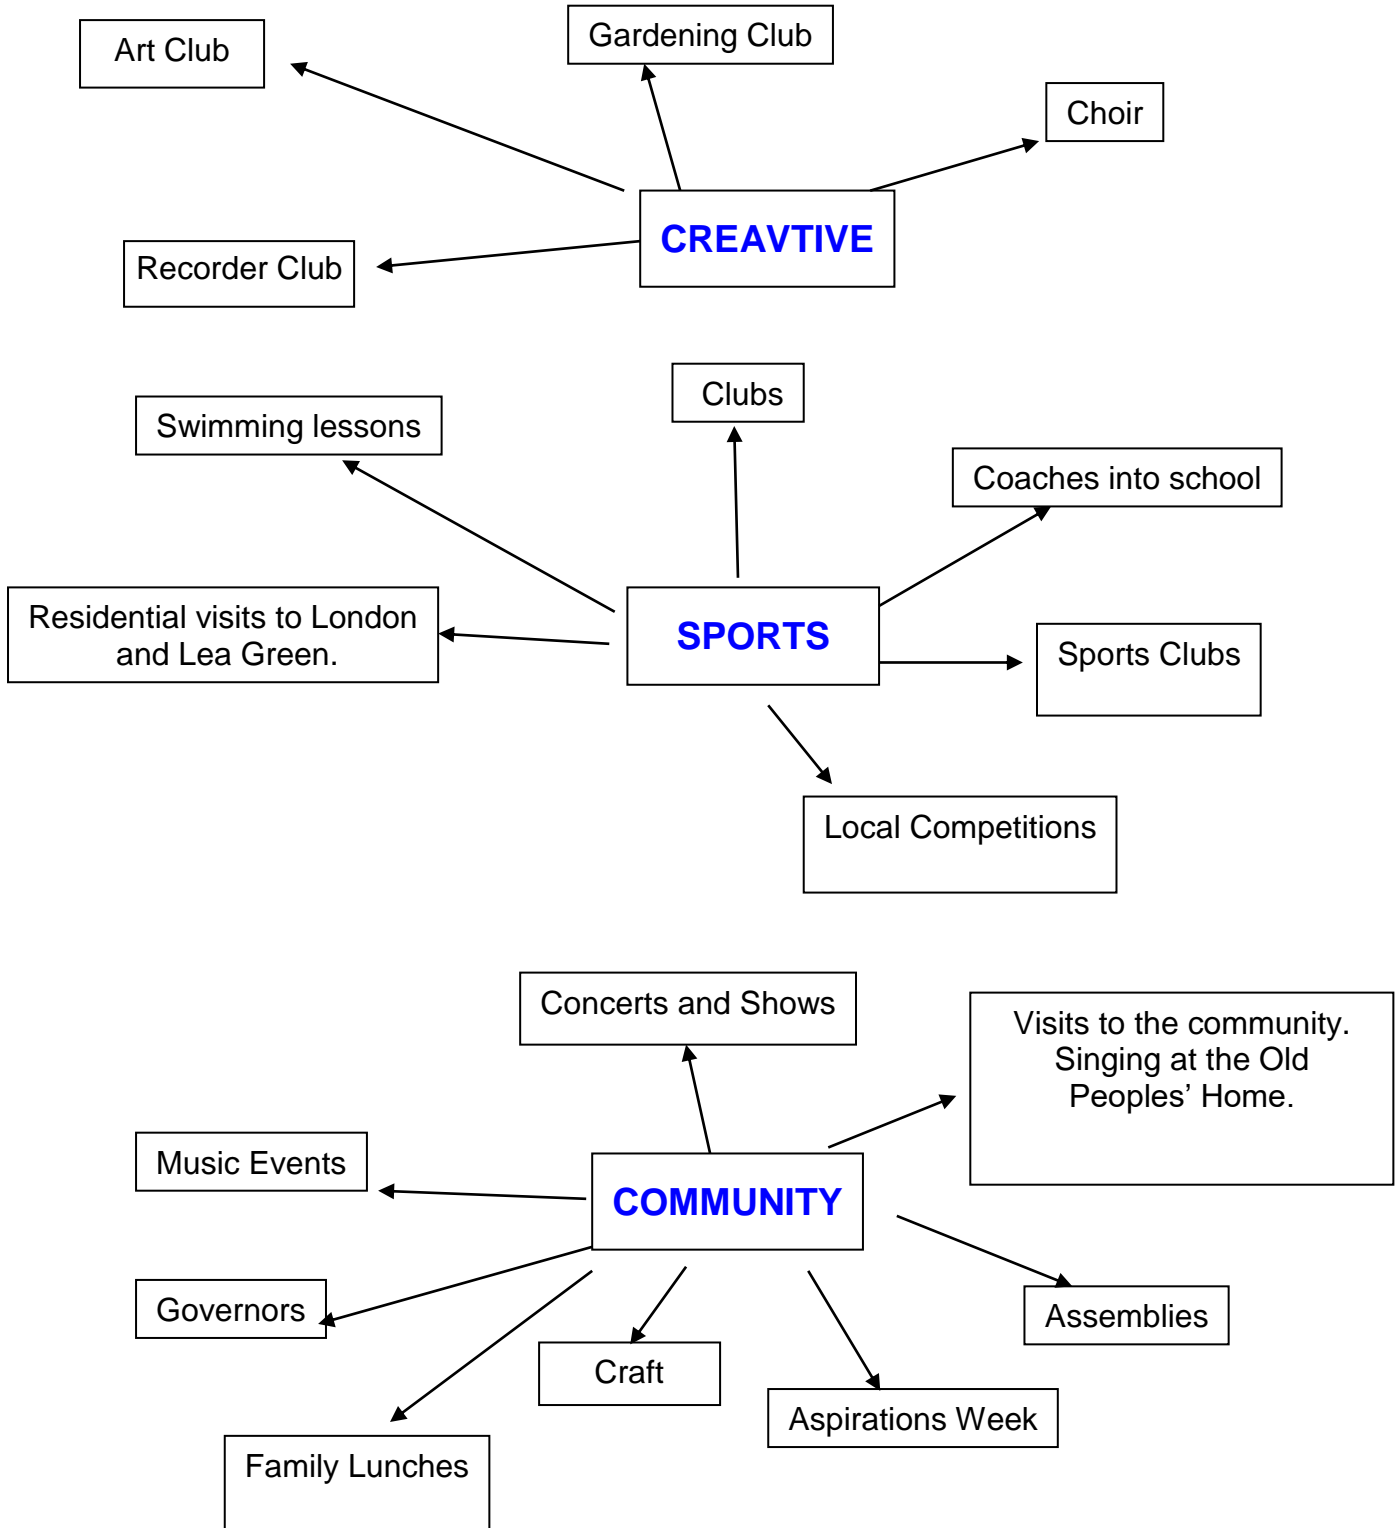 Gardening Club
Art Club
Choir
CREAVTIVE
Recorder Club
Clubs
Swimming lessons
Coaches into school
Residential visits to London
and Lea Green.
SPORTS
Sports Clubs
Local Competitions
Concerts and Shows
Visits to the community.
Singing at the Old
Peoples’ Home.
Music Events
COMMUNITY
Governors
Assemblies
Craft
Aspirations Week
Family Lunches